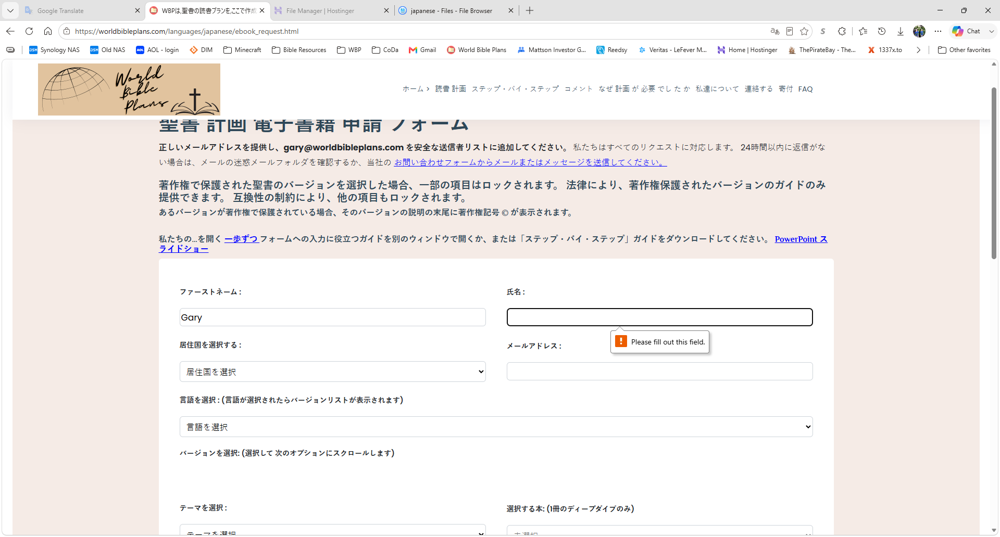 Google Translate
WBPは,聖書の読書プランを,ここで作成
File Manager | Hostinger
japanese - Files - File Browser
https://worldbibleplans.com/languages/japanese/ebook_request.html
Chat
Synology NAS
Old NAS
AOL - login
DIM
Minecraft
Bible Resources
WBP
CoDa
Gmail
World Bible Plans
Mattson Investor G...
Reedsy
Veritas - LeFever M...
Home | Hostinger
ThePirateBay - The...
1337x.to
Other favorites
World
Bible
Plans
ホーム > 読書 計画 ステップ・バイ・ステップ コメント なぜ 計画 が 必要 でし た か 私達について 連絡する 寄付 FAQ
聖書 計画 電子書籍 申請 フォーム
正しいメールアドレスを提供し、gary@worldbibleplans.com を安全な送信者リストに追加してください。 私たちはすべてのリクエストに対応します。 24時間以内に返信がな
い場合は、メールの迷惑メールフォルダを確認するか、当社の お問い合わせフォームからメールまたはメッセージを送信してください。
著作権で保護された聖書のバージョンを選択した場合、一部の項目はロックされます。 法律により、著作権保護されたバージョンのガイドのみ
提供できます。 互換性の制約により、他の項目もロックされます。
あるバージョンが著作権で保護されている場合、そのバージョンの説明の末尾に著作権記号 © が表示されます。
私たちの...を開く 一歩ずつ フォームへの入力に役立つガイドを別のウィンドウで開くか、または「ステップ・バイ・ステップ」ガイドをダウンロードしてください。 PowerPoint ス
ライドショー
ファーストネーム :
氏名 :
Gary
Please fill out this field.
居住国を選択する :
メールアドレス :
居住国を選択
言語を選択 : (言語が選択されたらバージョンリストが表示されます)
言語を選択
バージョンを選択: (選択して 次のオプションにスクロールします)
テーマを選択 :
選択する本: (1冊のディープダイブのみ)
テーマを選択
未選択